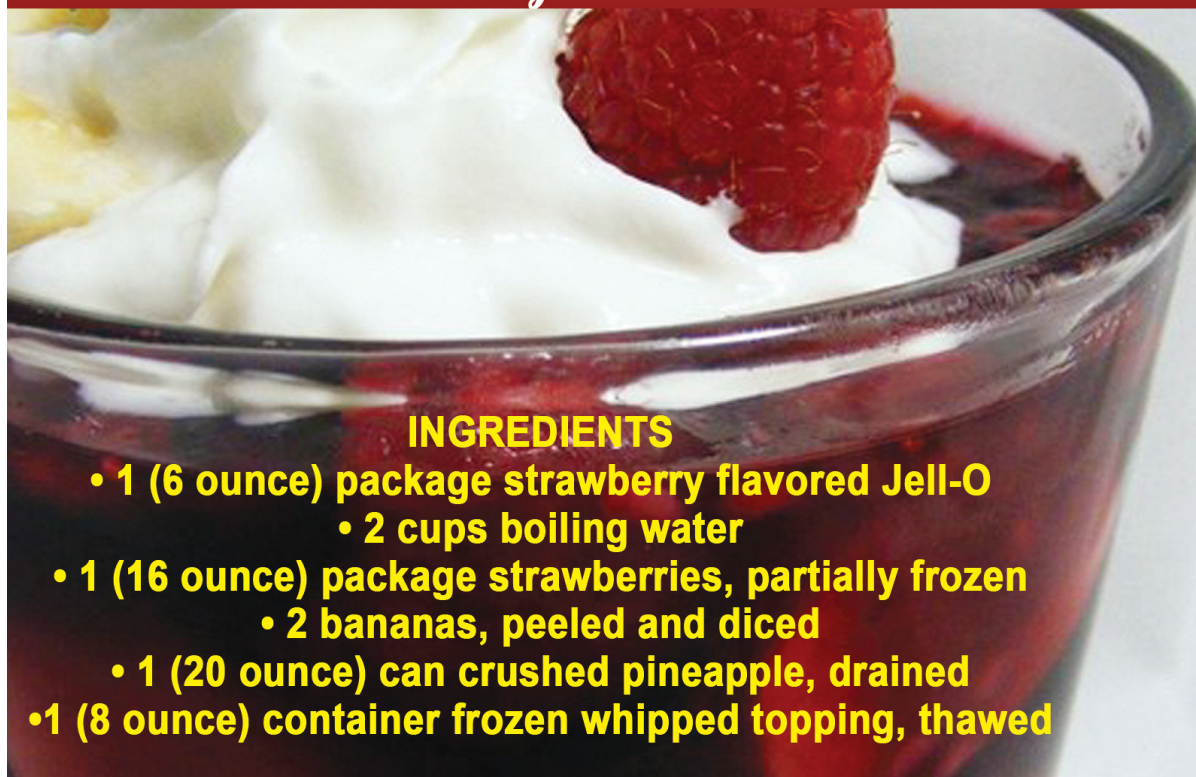 INGREDIENTS
• 1 (6 ounce) package strawberry flavored Jell-O
• 2 cups boiling water
• 1 (16 ounce) package strawberries, partially frozen
• 2 bananas, peeled and diced
• 1 (20 ounce) can crushed pineapple, drained
•1 (8 ounce) container frozen whipped topping, thawed